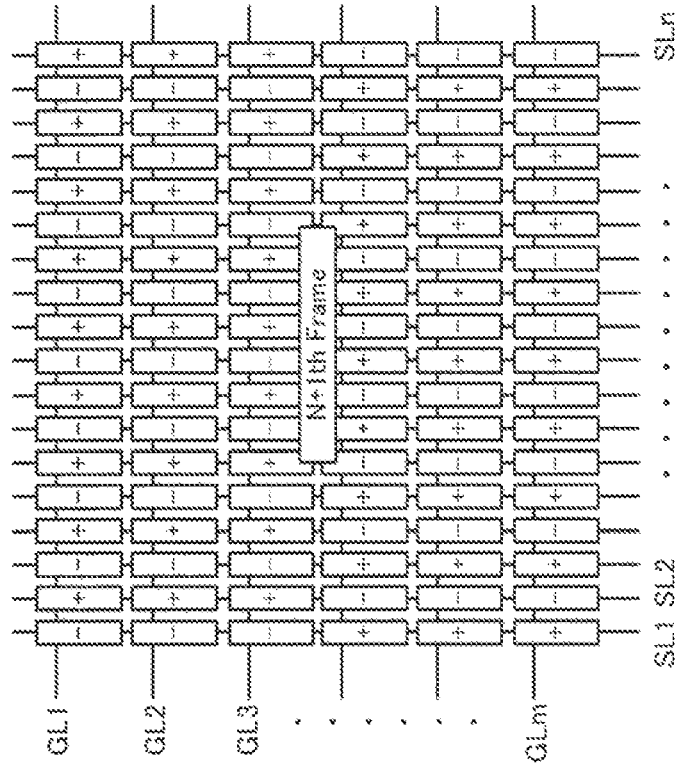 GL1 - + - + - + - + - + - + - + - + - +
GL2 - + - + - + - + - + - + - + - + - +
GL3 - + - + - + - + - + - + - + - + - +
N+1th Frame
+ - + - + - + - + - + - + - + - + -
+ - + - + - + - + - + - + - + - + -
GLm + - + - + - + - + - + - + - + - + -
SL1 SL2 SLn